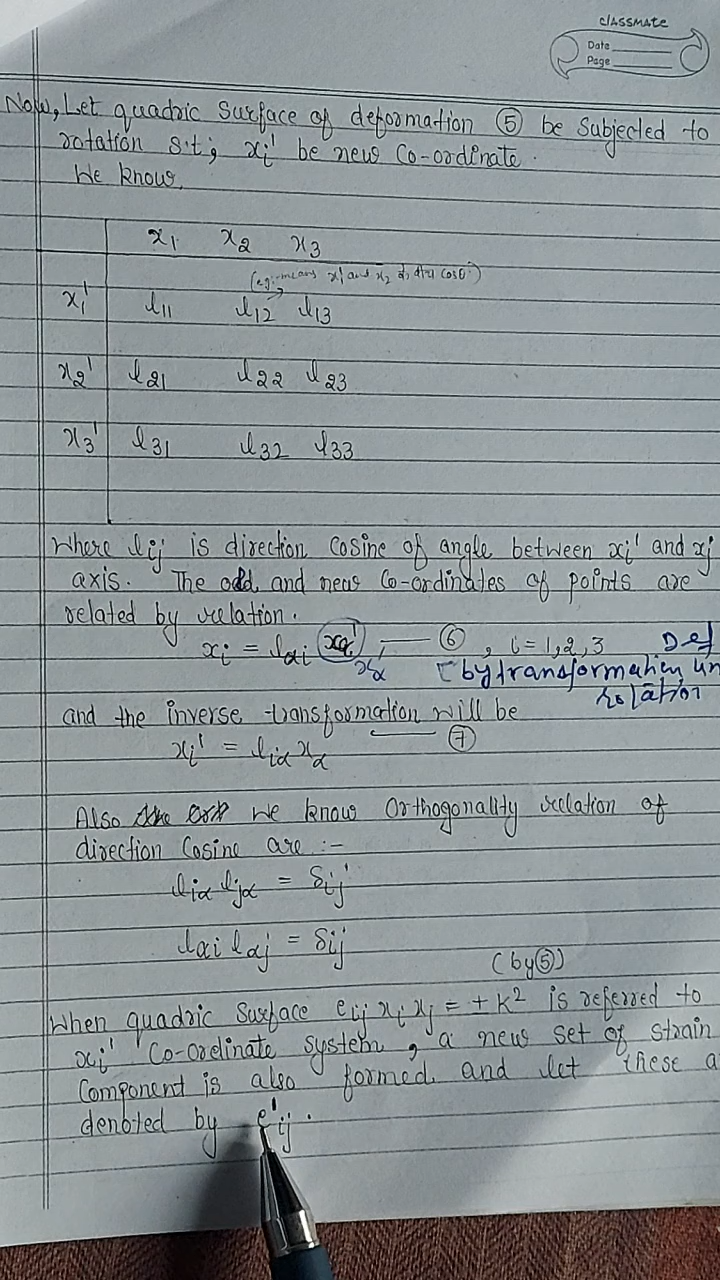 CLASSMATE
Date
Page
Now, Let quadric Surface of deformation ⑤ be Subjected to
rotation s.t; xi' be new Co-ordinate.
We know,
x1 x2 x3
x1' l11 l12 l13
x2' l21 l22 l23
x3' l31 l32 l33
Where lij is direction Cosine of angle between xi' and xj
axis. The old and new Co-ordinates of points are
related by relation.
xi = lαi xα' — ⑥, i=1,2,3 Def
x'α [by transformation
rotation
and the inverse transformation will be
xi' = liα xα — ⑦
Also we know Orthogonality relation of
direction Cosine are :-
liα ljα = δij
lαi lαj = δij
(by⑤)
When quadric Surface eij xi xj = ± K² is referred to
xi' Co-ordinate system, a new set of strain
Component is also formed and let these a
denoted by e'ij.